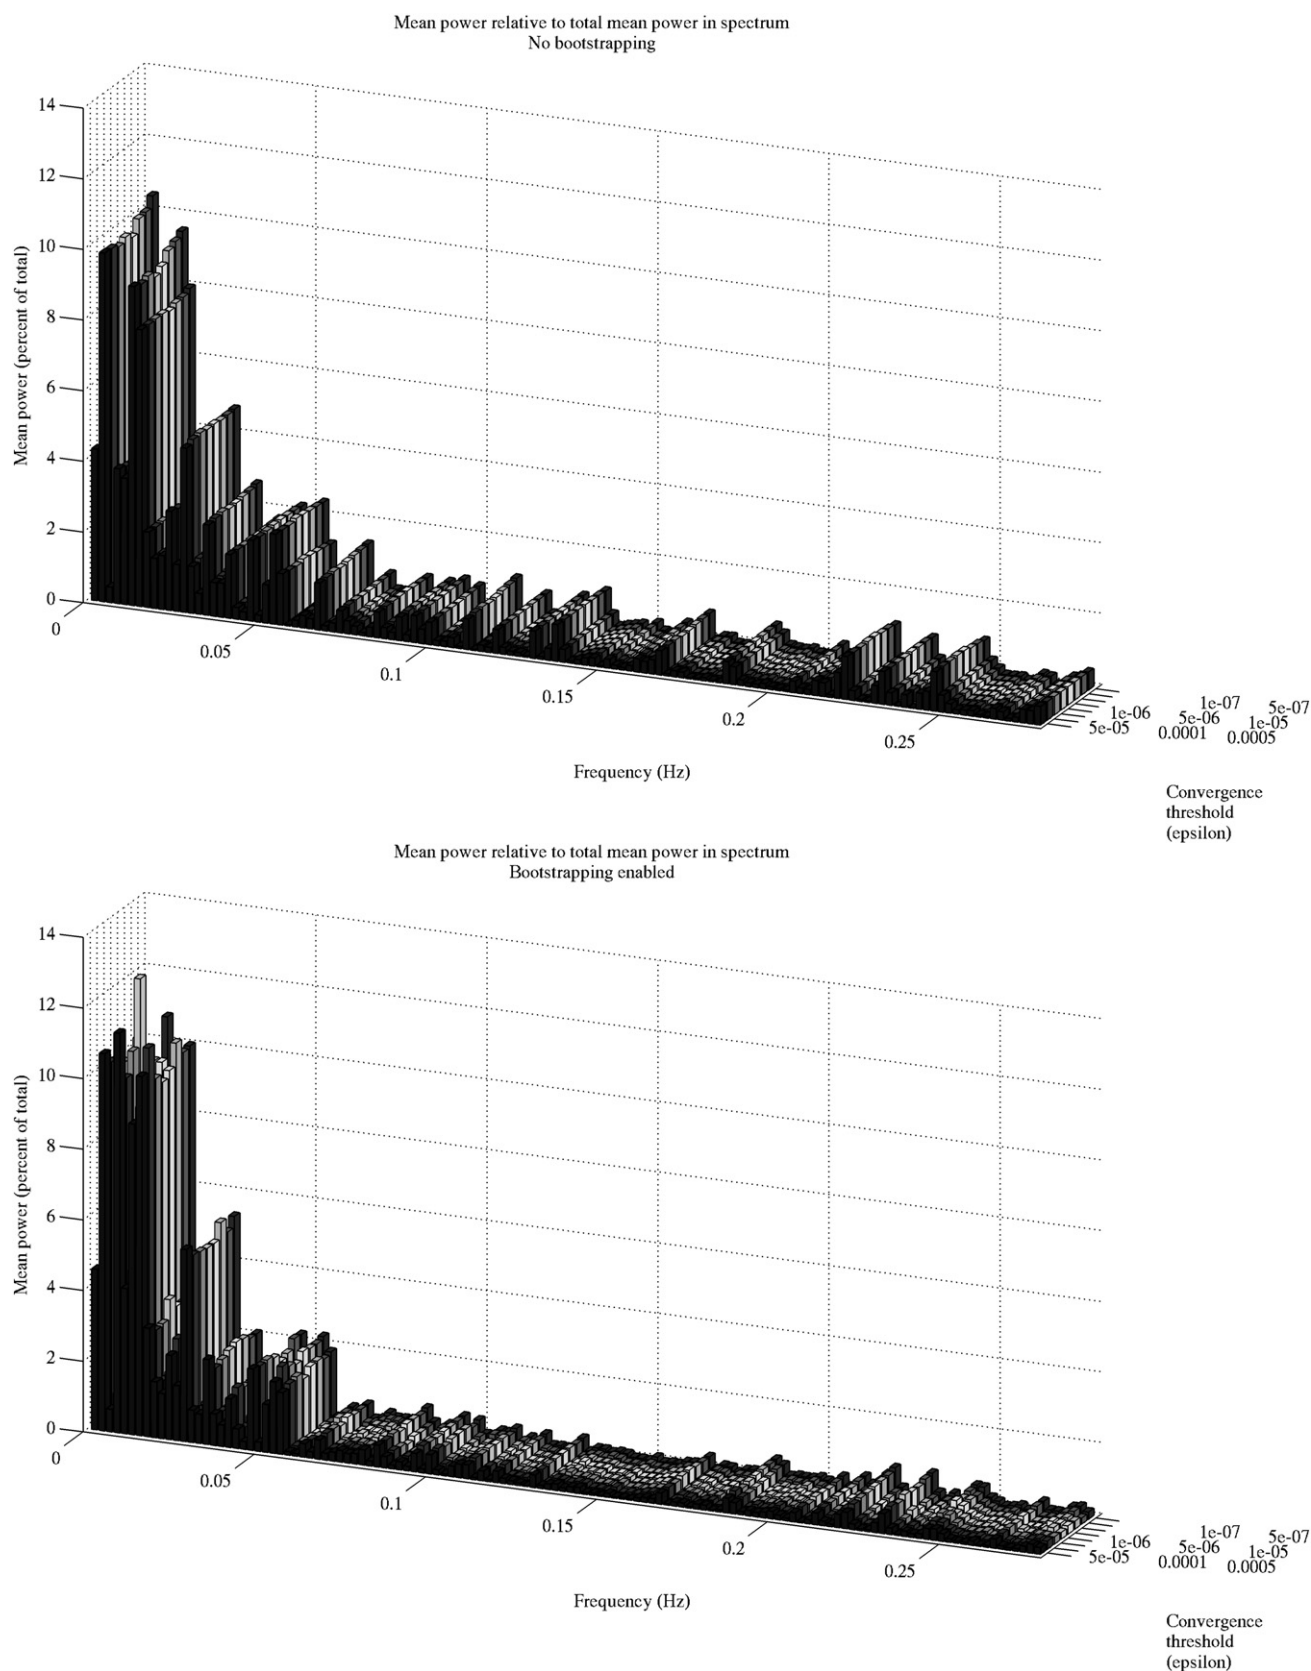 Mean power relative to total mean power in spectrum
No bootstrapping
14
12
10
8
6
4
2
0
Mean power (percent of total)
0
0.05
0.1
0.15
0.2
0.25
Frequency (Hz)
1e-07 5e-07
1e-06 5e-06 1e-05
5e-05 0.0001 0.0005
Convergence
threshold
(epsilon)
Mean power relative to total mean power in spectrum
Bootstrapping enabled
14
12
10
8
6
4
2
0
Mean power (percent of total)
0
0.05
0.1
0.15
0.2
0.25
Frequency (Hz)
1e-07 5e-07
1e-06 5e-06 1e-05
5e-05 0.0001 0.0005
Convergence
threshold
(epsilon)